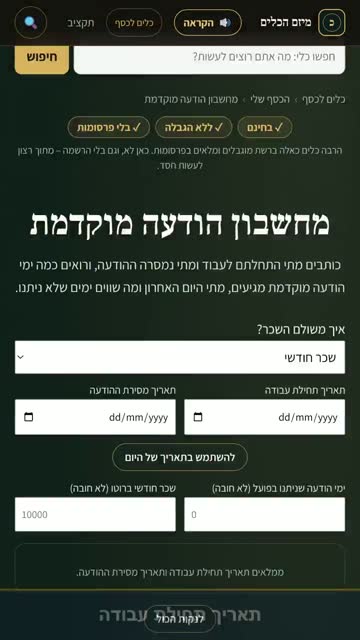 מיזם הכלים
הקראה
כלים לכסף
תקציב
חפשו כלי: מה אתם רוצים לעשות?
חיפוש
כלים לכסף › הכסף שלי › מחשבון הודעה מוקדמת
✓ בחינם
✓ ללא הגבלה
✓ בלי פרסומות
הרבה כלים כאלה ברשת מוגבלים ומלאים בפרסומות. כאן לא, וגם בלי הרשמה – מתוך רצון
לעשות חסד.
מחשבון הודעה מוקדמת
כותבים מתי התחלתם לעבוד ומתי נמסרה ההודעה, ורואים כמה ימי
הודעה מוקדמת מגיעים, מתי היום האחרון ומה שווים ימים שלא ניתנו.
איך משולם השכר?
שכר חודשי
תאריך תחילת עבודה
תאריך מסירת ההודעה
dd/mm/yyyy
dd/mm/yyyy
להשתמש בתאריך של היום
ימי הודעה שניתנו בפועל (לא חובה)
שכר חודשי ברוטו (לא חובה)
0
10000
ממלאים תאריך תחילת עבודה ותאריך מסירת ההודעה.
תאריך תחילת עבודה
לנקות הכול